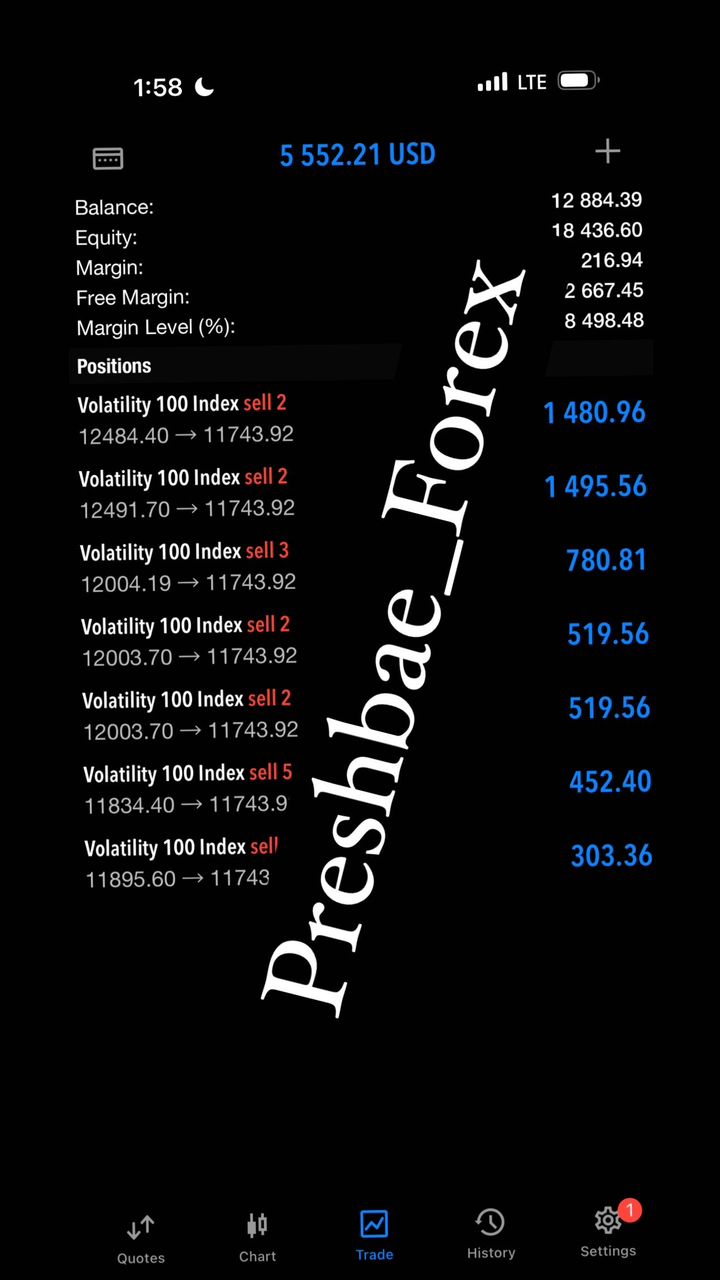 1:58
LTE
5 552.21 USD
Balance: 12 884.39
Equity: 18 436.60
Margin: 216.94
Free Margin: 2 667.45
Margin Level (%): 8 498.48
Positions
Volatility 100 Index sell 2
12484.40 → 11743.92 1 480.96
Volatility 100 Index sell 2
12491.70 → 11743.92 1 495.56
Volatility 100 Index sell 3
12004.19 → 11743.92 780.81
Volatility 100 Index sell 2
12003.70 → 11743.92 519.56
Volatility 100 Index sell 2
12003.70 → 11743.92 519.56
Volatility 100 Index sell 5
11834.40 → 11743.9 452.40
Volatility 100 Index sell
11895.60 → 11743 303.36
Preshbae_Forex
1
Quotes Chart Trade History Settings